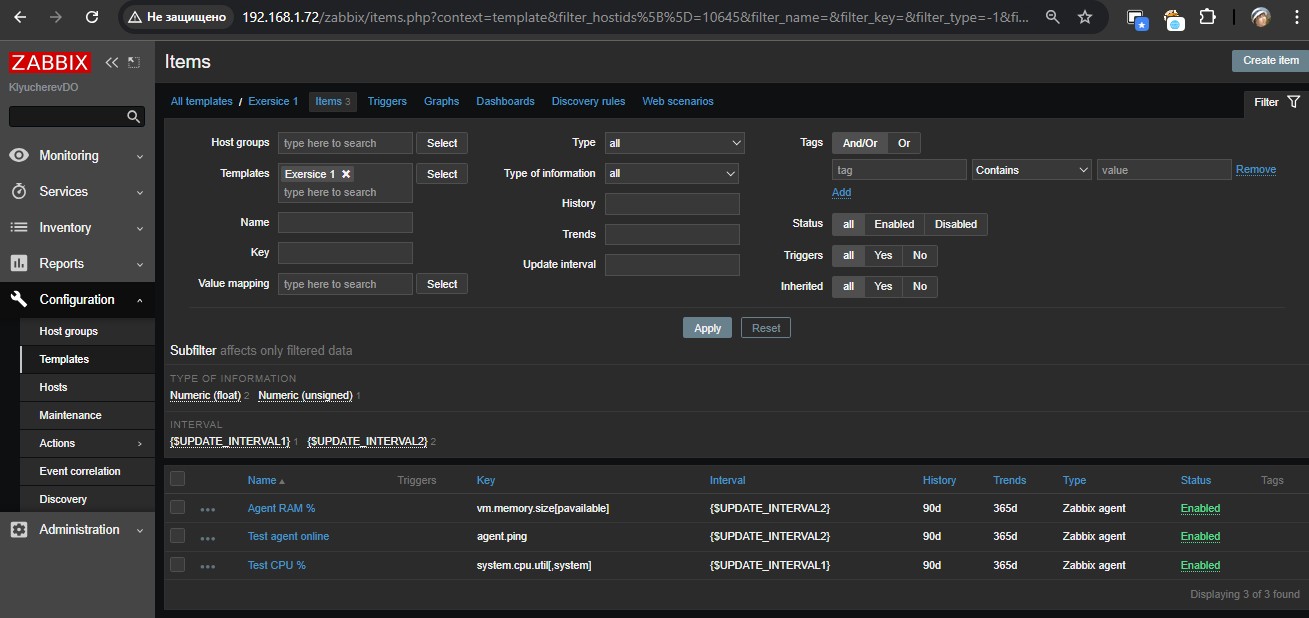 Не защищено 192.168.1.72/zabbix/items.php?context=template&filter_hostids%5B%5D=10645&filter_name=&filter_key=&filter_type=-1&fi...
ZABBIX
KlyucherevDO
Monitoring
Services
Inventory
Reports
Configuration
Host groups
Templates
Hosts
Maintenance
Actions
Event correlation
Discovery
Administration
Items
Create item
All templates / Exersice 1 Items 3 Triggers Graphs Dashboards Discovery rules Web scenarios
Filter
Host groups type here to search Select
Templates Exersice 1 Select
type here to search
Name
Key
Value mapping type here to search Select
Type all
Type of information all
History
Trends
Update interval
Tags And/Or Or
tag Contains value Remove
Add
Status all Enabled Disabled
Triggers all Yes No
Inherited all Yes No
Apply Reset
Subfilter affects only filtered data
TYPE OF INFORMATION
Numeric (float) 2 Numeric (unsigned) 1
INTERVAL
{$UPDATE_INTERVAL1} 1 {$UPDATE_INTERVAL2} 2
Name Triggers Key Interval History Trends Type Status Tags
Agent RAM % vm.memory.size[pavailable] {$UPDATE_INTERVAL2} 90d 365d Zabbix agent Enabled
Test agent online agent.ping {$UPDATE_INTERVAL2} 90d 365d Zabbix agent Enabled
Test CPU % system.cpu.util[,system] {$UPDATE_INTERVAL1} 90d 365d Zabbix agent Enabled
Displaying 3 of 3 found